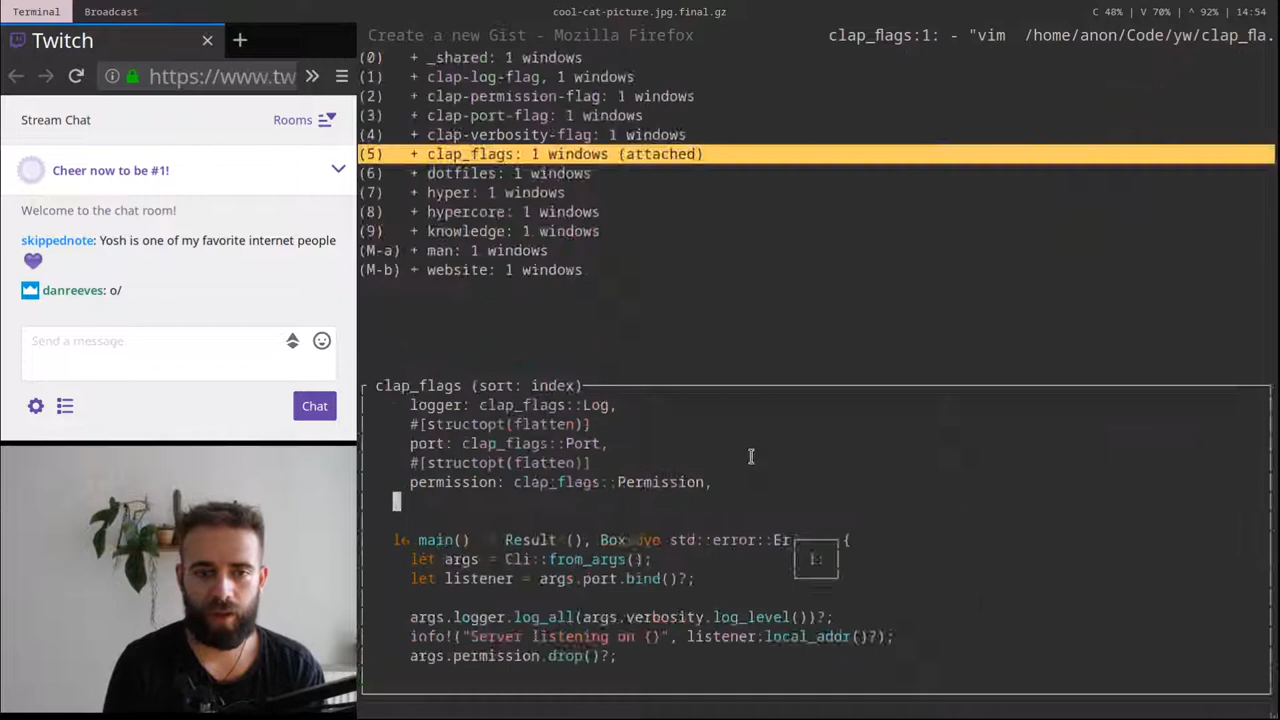 Terminal Broadcast cool-cat-picture.jpg.final.gz C 48% | V 70% | ^ 92% | 14:54
Twitch
Create a new Gist - Mozilla Firefox clap_flags:1: - "vim /home/anon/Code/yw/clap_fla.
https://www.tw
Stream Chat Rooms
Cheer now to be #1!
Welcome to the chat room!
skippednote: Yosh is one of my favorite internet people
danreeves: o/
Send a message
Chat
(0) + _shared: 1 windows
(1) + clap-log-flag, 1 windows
(2) + clap-permission-flag: 1 windows
(3) + clap-port-flag: 1 windows
(4) + clap-verbosity-flag: 1 windows
(5) + clap_flags: 1 windows (attached)
(6) + dotfiles: 1 windows
(7) + hyper: 1 windows
(8) + hypercore: 1 windows
(9) + knowledge: 1 windows
(M-a) + man: 1 windows
(M-b) + website: 1 windows
clap_flags (sort: index)
logger: clap_flags::Log,
#[structopt(flatten)]
port: clap_flags::Port,
#[structopt(flatten)]
permission: clap_flags::Permission,
main() Result (), Box std::error::Er {
let args = Cli::from_args();
let listener = args.port.bind()?;
args.logger.log_all(args.verbosity.log_level())?;
info!("Server listening on {}", listener.local_addr()?);
args.permission.drop()?;